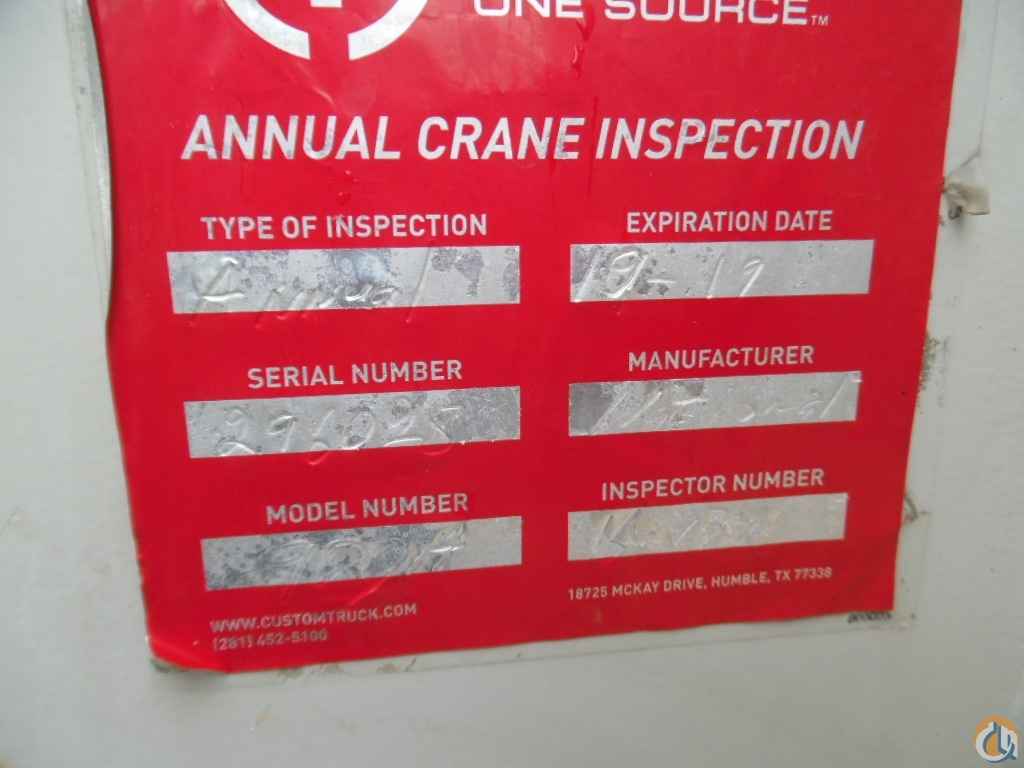 ONE SOURCE™
ANNUAL CRANE INSPECTION
TYPE OF INSPECTION
Annual
EXPIRATION DATE
SERIAL NUMBER
MANUFACTURER
MODEL NUMBER
INSPECTOR NUMBER
WWW.CUSTOMTRUCK.COM
(281) 452-5100
18725 MCKAY DRIVE, HUMBLE, TX 77338